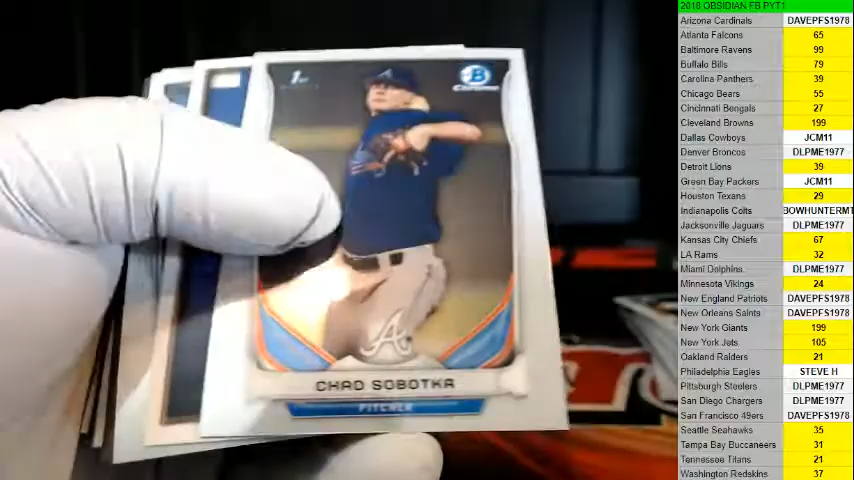 2018 OBSIDIAN FB PYT1
Arizona Cardinals DAVEPFS1978
Atlanta Falcons 65
Baltimore Ravens 99
Buffalo Bills 79
Carolina Panthers 39
Chicago Bears 55
Cincinnati Bengals 27
Cleveland Browns 199
Dallas Cowboys JCM11
Denver Broncos DLPME1977
Detroit Lions 39
Green Bay Packers JCM11
Houston Texans 29
Indianapolis Colts BOWHUNTERMT
Jacksonville Jaguars DLPME1977
Kansas City Chiefs 67
LA Rams 32
Miami Dolphins DLPME1977
Minnesota Vikings 24
New England Patriots DAVEPFS1978
New Orleans Saints DAVEPFS1978
New York Giants 199
New York Jets 105
Oakland Raiders 21
Philadelphia Eagles STEVE H
Pittsburgh Steelers DLPME1977
San Diego Chargers DLPME1977
San Francisco 49ers DAVEPFS1978
Seattle Seahawks 35
Tampa Bay Buccaneers 31
Tennessee Titans 21
Washington Redskins 37
1st
B
CHROME
A
CHAD SOBOTKA
PITCHER